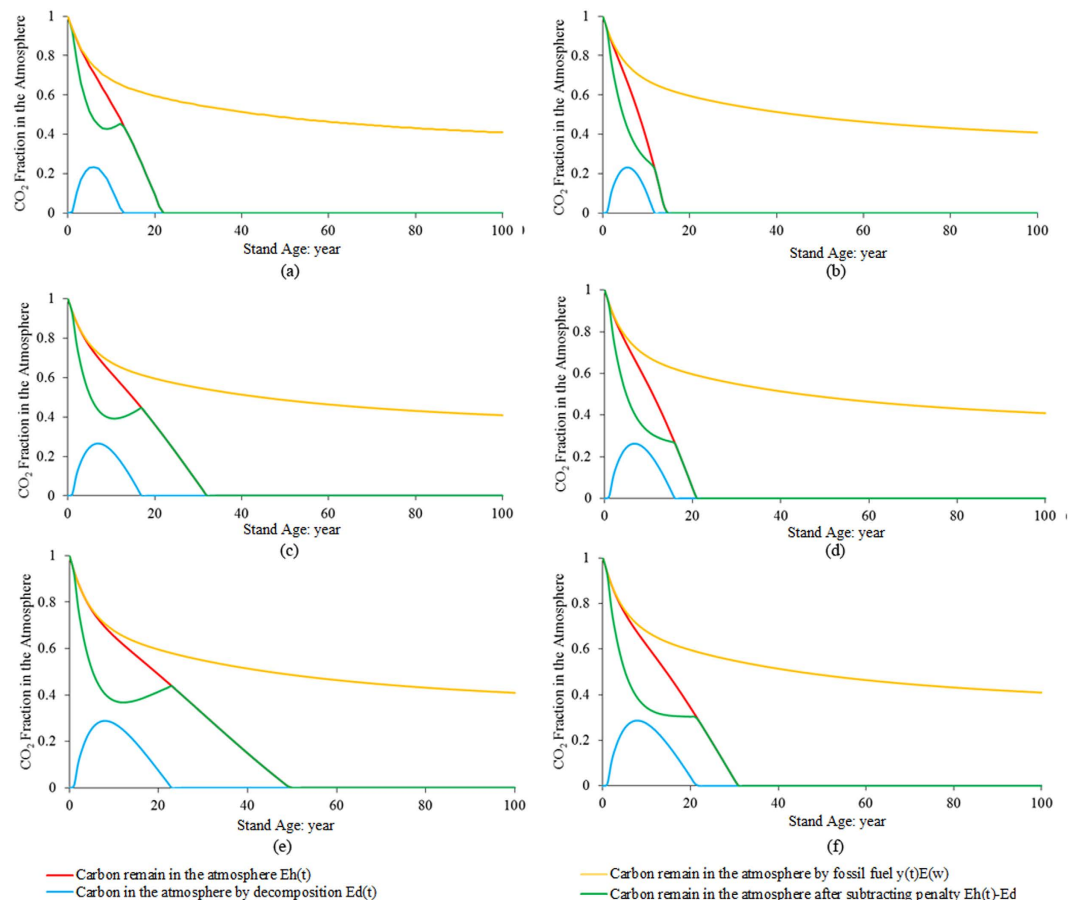 1
0.8
0.6
0.4
0.2
0
CO2 Fraction in the Atmosphere
0 20 40 60 80 100
Stand Age: year
(a)
1
0.8
0.6
0.4
0.2
0
CO2 Fraction in the Atmosphere
0 20 40 60 80 100
Stand Age: year
(b)
1
0.8
0.6
0.4
0.2
0
CO2 Fraction in the Atmosphere
0 20 40 60 80 100
Stand Age: year
(c)
1
0.8
0.6
0.4
0.2
0
CO2 Fraction in the Atmosphere
0 20 40 60 80 100
Stand Age: year
(d)
1
0.8
0.6
0.4
0.2
0
CO2 Fraction in the Atmosphere
0 20 40 60 80 100
Stand Age: year
(e)
1
0.8
0.6
0.4
0.2
0
CO2 Fraction in the Atmosphere
0 20 40 60 80 100
Stand Age: year
(f)
Carbon remain in the atmosphere Eh(t)
Carbon in the atmosphere by decomposition Ed(t)
Carbon remain in the atmosphere by fossil fuel y(t)E(w)
Carbon remain in the atmosphere after subtracting penalty Eh(t)-Ed